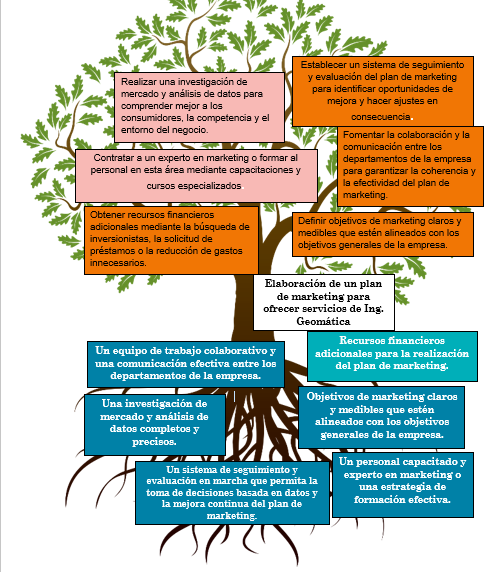 Establecer un sistema de seguimiento
y evaluación del plan de marketing
para identificar oportunidades de
mejora y hacer ajustes en
consecuencia.
Realizar una investigación de
mercado y análisis de datos para
comprender mejor a los
consumidores, la competencia y el
entorno del negocio.
Fomentar la colaboración y la
comunicación entre los
departamentos de la empresa
para garantizar la coherencia y
la efectividad del plan de
marketing.
Contratar a un experto en marketing o formar al
personal en esta área mediante capacitaciones y
cursos especializados.
Obtener recursos financieros
adicionales mediante la búsqueda de
inversionistas, la solicitud de
préstamos o la reducción de gastos
innecesarios.
Definir objetivos de marketing claros y
medibles que estén alineados con los
objetivos generales de la empresa.
Elaboración de un plan
de marketing para
ofrecer servicios de Ing.
Geomática
Un equipo de trabajo colaborativo y
una comunicación efectiva entre los
departamentos de la empresa.
Recursos financieros
adicionales para la realización
del plan de marketing.
Una investigación de
mercado y análisis de
datos completos y
precisos.
Objetivos de marketing claros
y medibles que estén
alineados con los objetivos
generales de la empresa.
Un sistema de seguimiento y
evaluación en marcha que permita la
toma de decisiones basada en datos y
la mejora continua del plan de
marketing.
Un personal capacitado y
experto en marketing o
una estrategia de
formación efectiva.